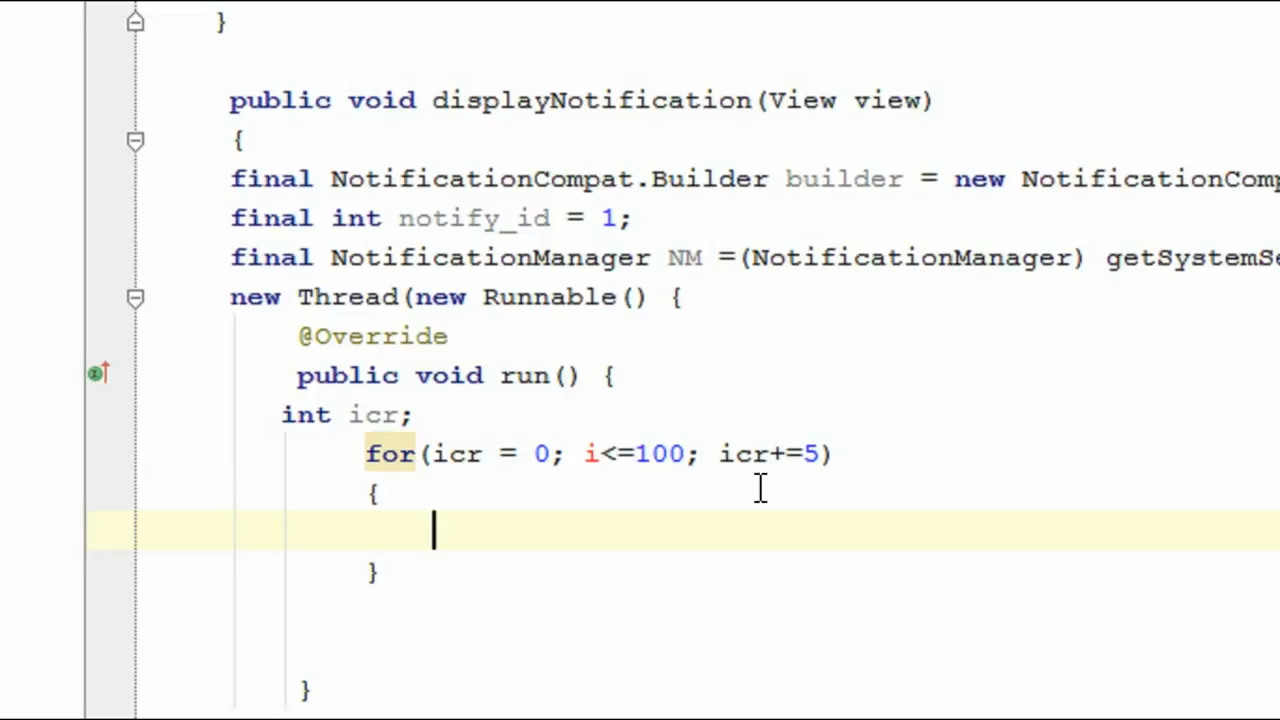 }
public void displayNotification(View view)
{
final NotificationCompat.Builder builder = new NotificationComp
final int notify_id = 1;
final NotificationManager NM =(NotificationManager) getSystemSe
new Thread(new Runnable() {
@Override
public void run() {
int icr;
for(icr = 0; i<=100; icr+=5)
{
}
}